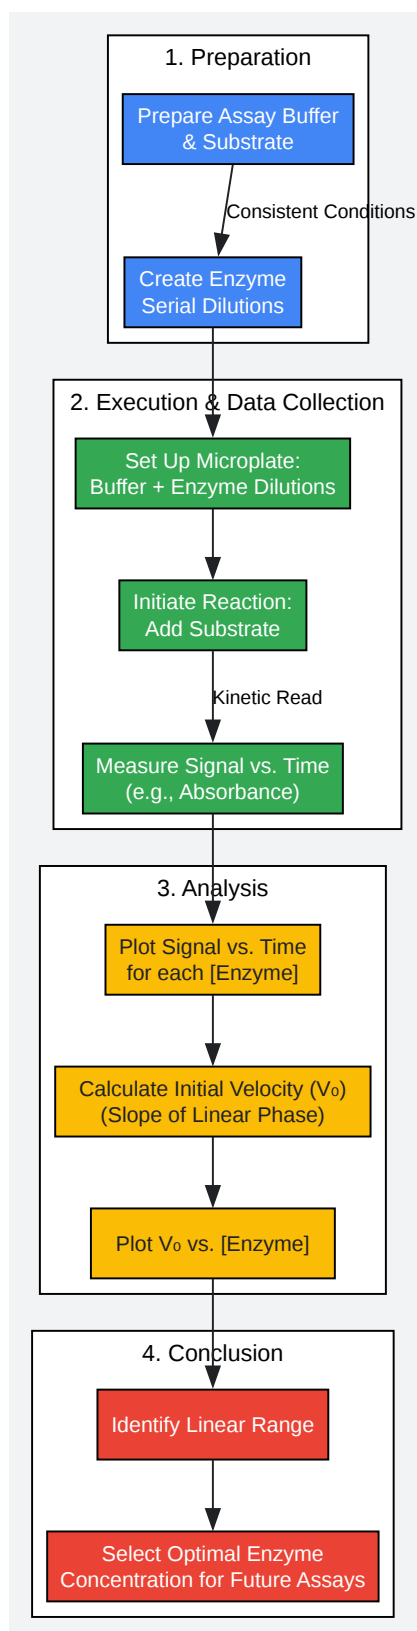 1. Preparation
Prepare Assay Buffer
& Substrate
Consistent Conditions
Create Enzyme
Serial Dilutions
2. Execution & Data Collection
Set Up Microplate:
Buffer + Enzyme Dilutions
Initiate Reaction:
Add Substrate
Kinetic Read
Measure Signal vs. Time
(e.g., Absorbance)
3. Analysis
Plot Signal vs. Time
for each [Enzyme]
Calculate Initial Velocity (V₀)
(Slope of Linear Phase)
Plot V₀ vs. [Enzyme]
4. Conclusion
Identify Linear Range
Select Optimal Enzyme
Concentration for Future Assays